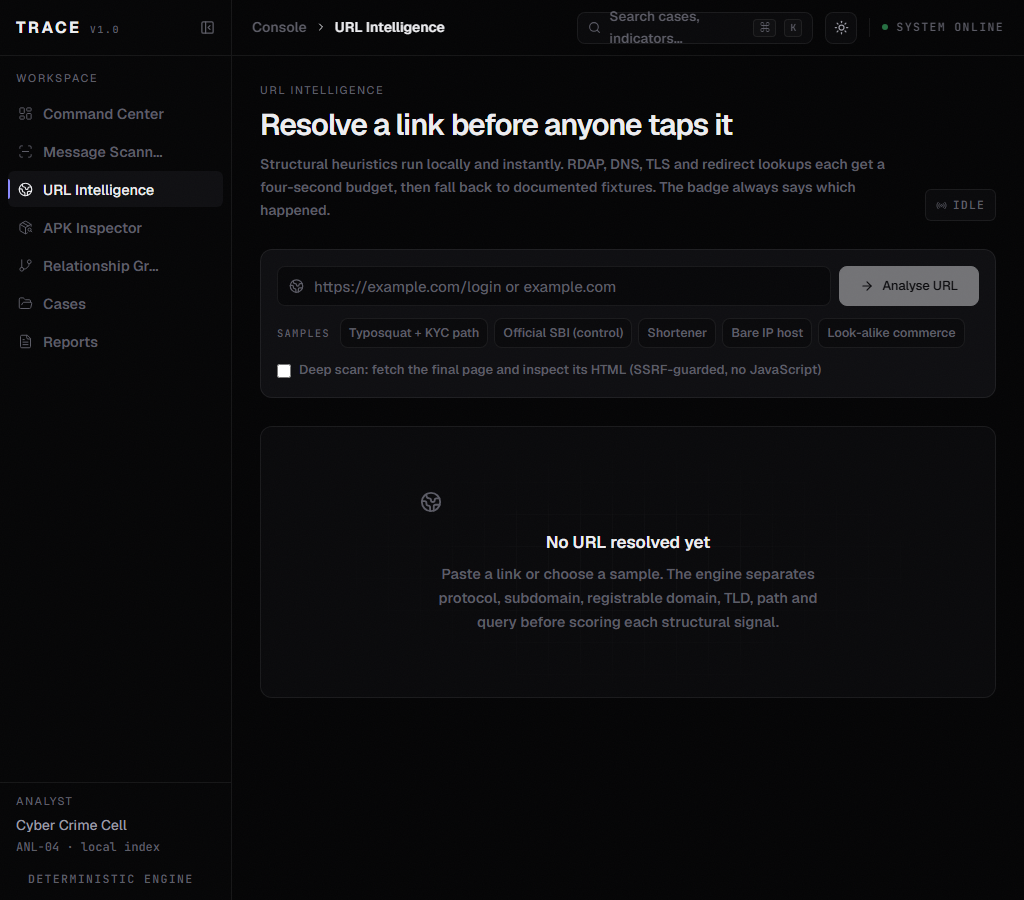 TRACE V1.0
Console > URL Intelligence
Search cases,
indicators…
⌘ K
SYSTEM ONLINE
WORKSPACE
Command Center
Message Scann…
URL Intelligence
APK Inspector
Relationship Gr…
Cases
Reports
URL INTELLIGENCE
Resolve a link before anyone taps it
Structural heuristics run locally and instantly. RDAP, DNS, TLS and redirect lookups each get a
four-second budget, then fall back to documented fixtures. The badge always says which
happened.
IDLE
https://example.com/login or example.com
Analyse URL
SAMPLES Typosquat + KYC path Official SBI (control) Shortener Bare IP host Look-alike commerce
Deep scan: fetch the final page and inspect its HTML (SSRF-guarded, no JavaScript)
No URL resolved yet
Paste a link or choose a sample. The engine separates
protocol, subdomain, registrable domain, TLD, path and
query before scoring each structural signal.
ANALYST
Cyber Crime Cell
ANL-04 · local index
DETERMINISTIC ENGINE